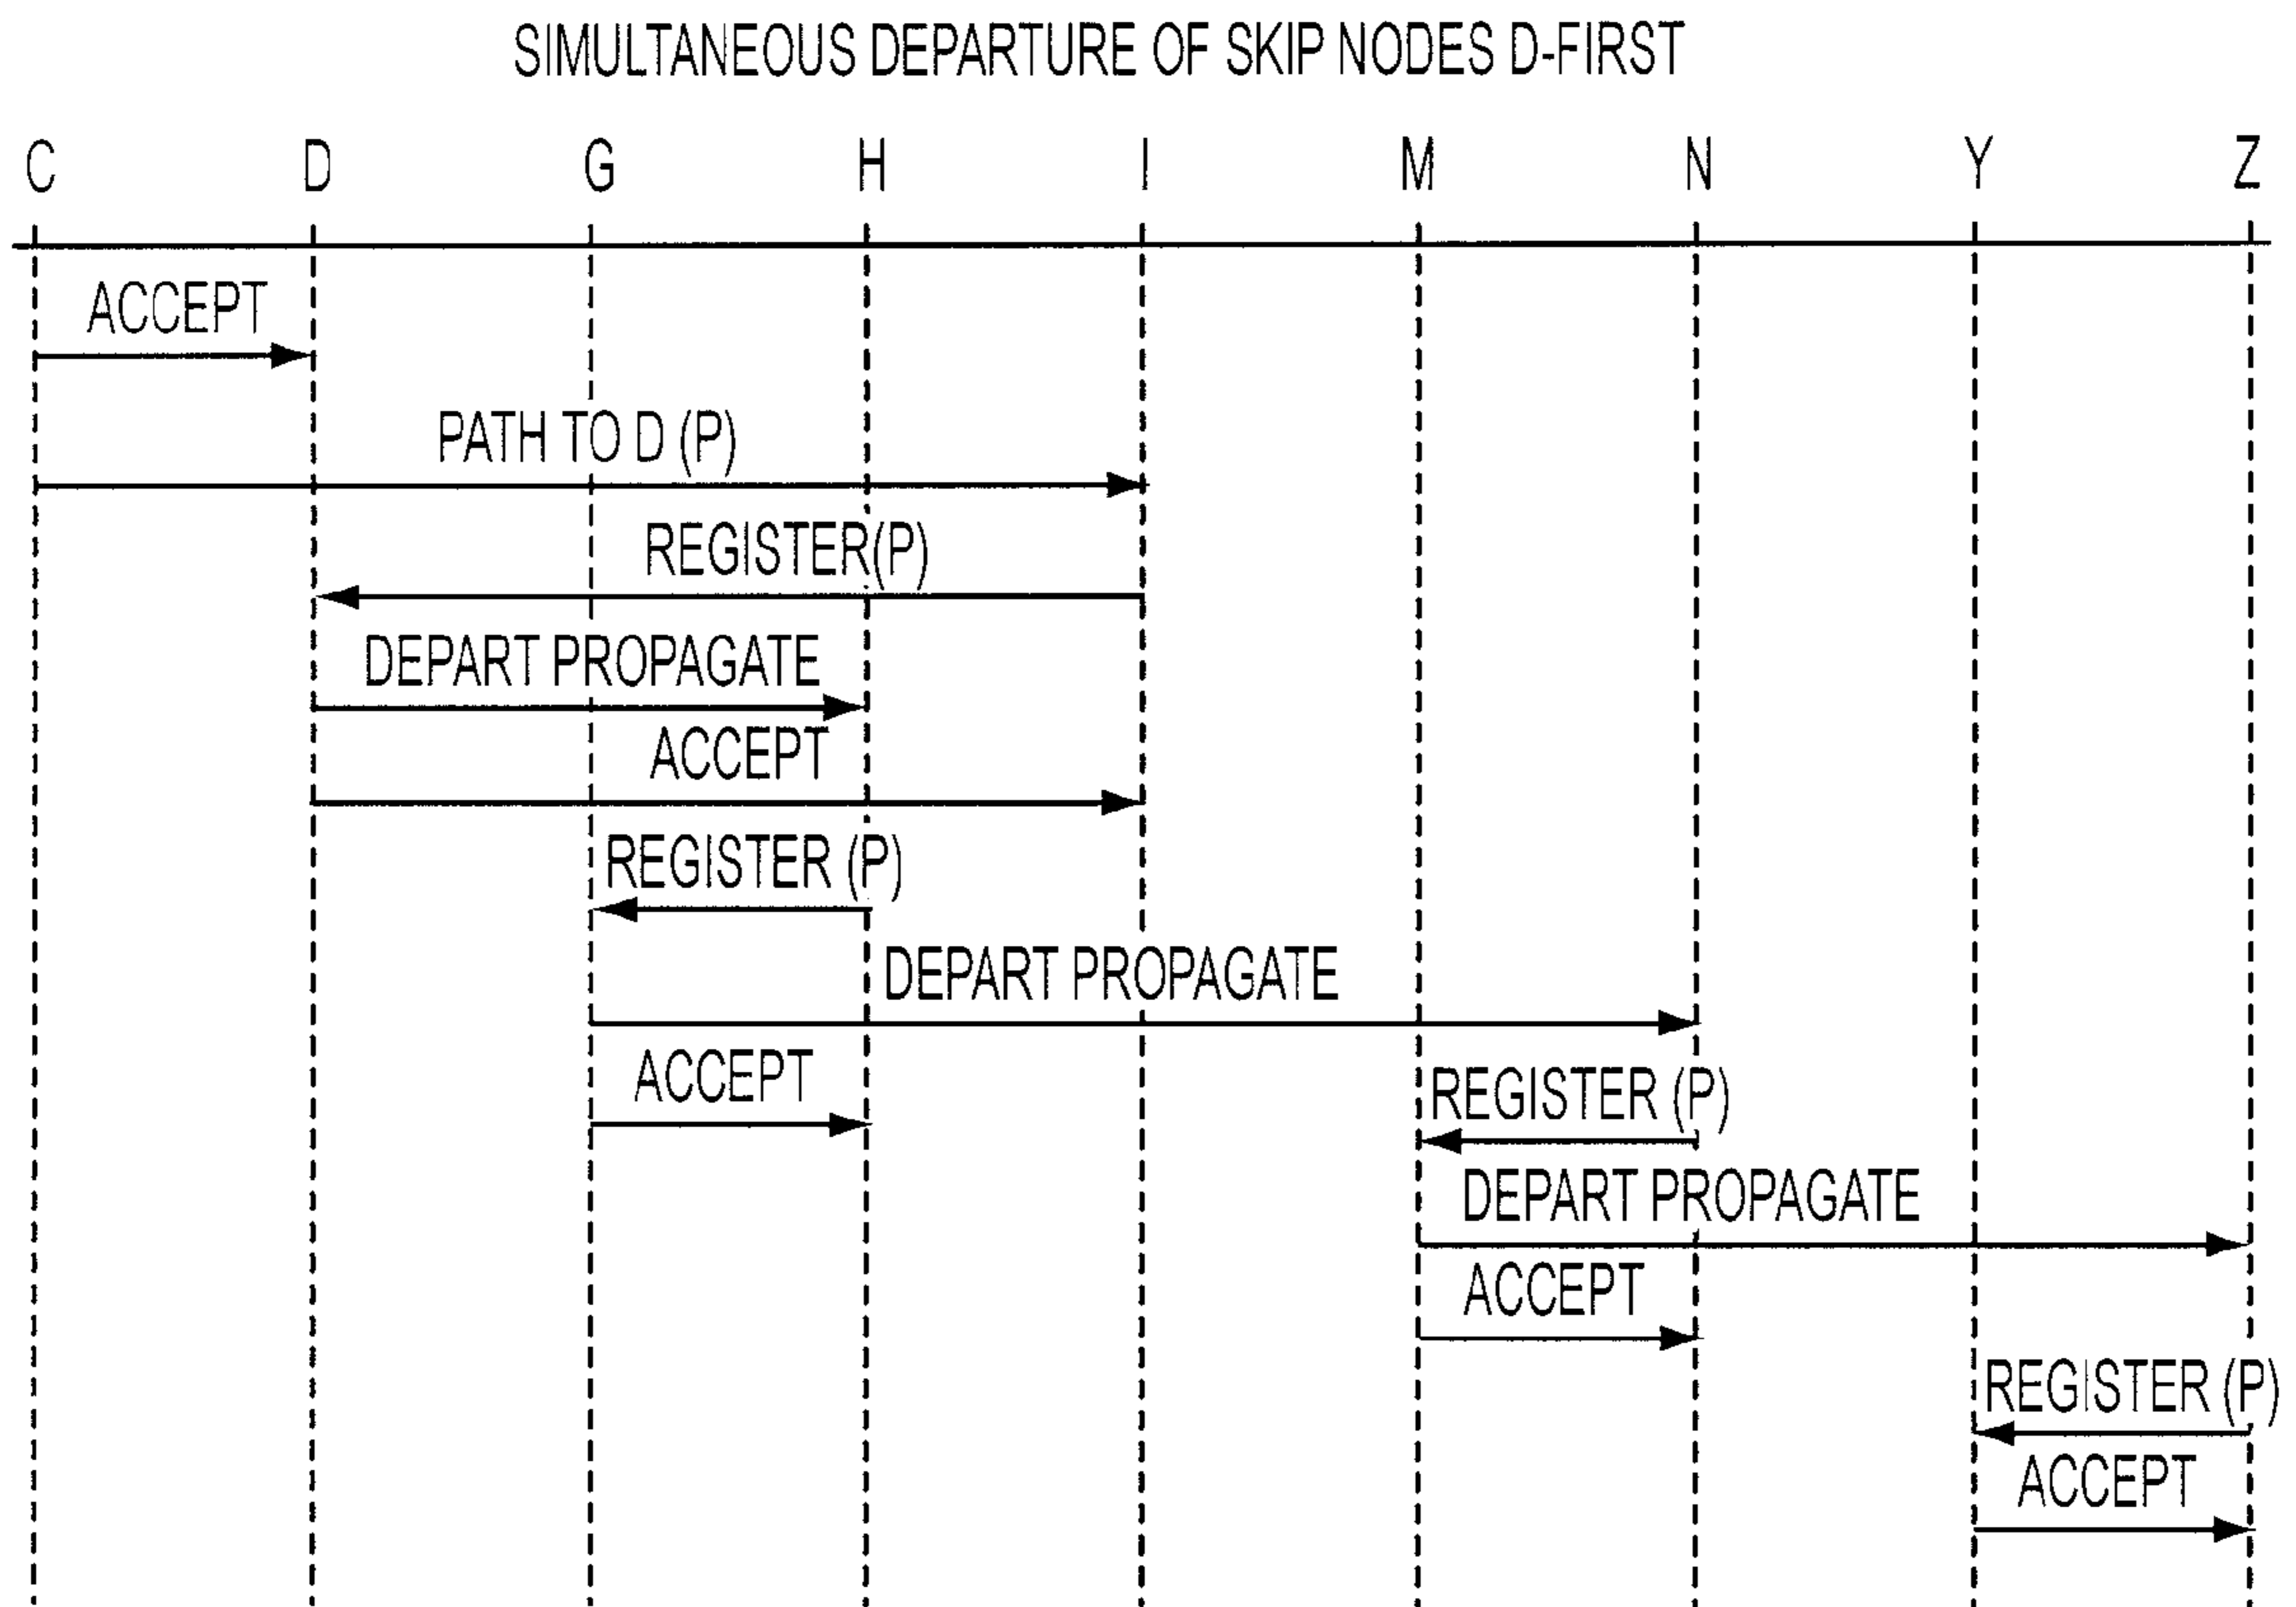 SIMULTANEOUS DEPARTURE OF SKIP NODES D-FIRST
C D G H I M N Y Z
ACCEPT
PATH TO D (P)
REGISTER(P)
DEPART PROPAGATE
ACCEPT
REGISTER (P)
DEPART PROPAGATE
ACCEPT
REGISTER (P)
DEPART PROPAGATE
ACCEPT
REGISTER (P)
ACCEPT